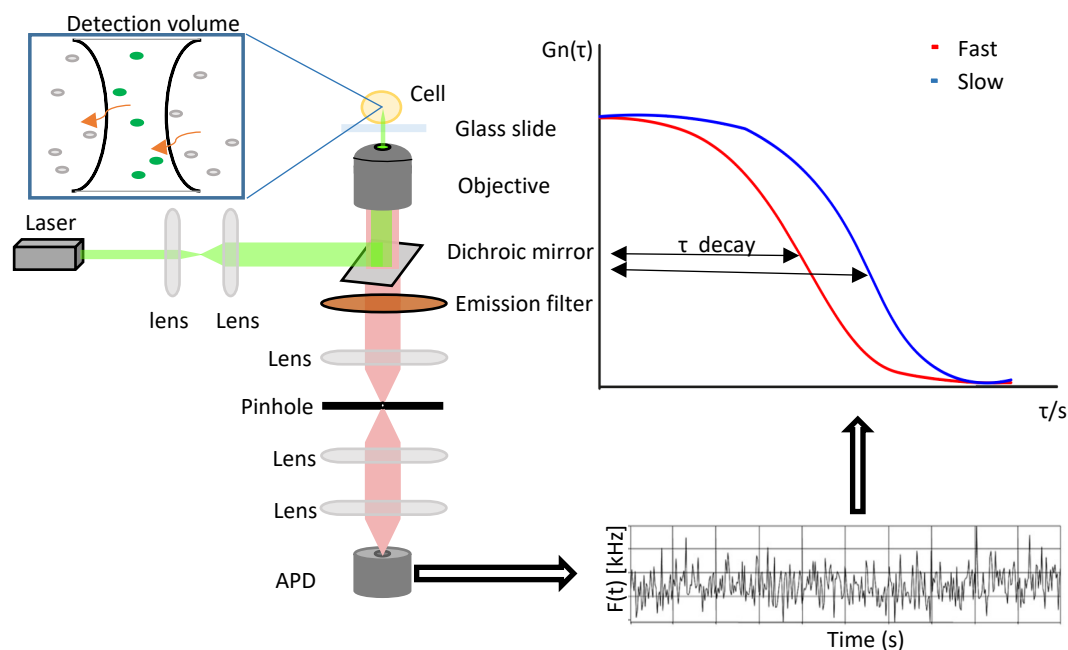 Detection volume
Cell
Glass slide
Objective
Laser
Dichroic mirror
lens
Lens
Emission filter
Lens
Pinhole
Lens
Lens
APD
Gn(τ)
Fast
Slow
τ decay
τ/s
F(t) [kHz]
Time (s)